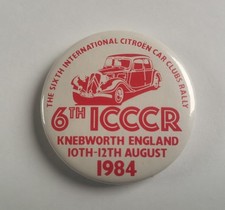 THE SIXTH INTERNATIONAL CITROEN CAR CLUBS RALLY
6TH ICCCR
KNEBWORTH ENGLAND
10TH-12TH AUGUST
1984